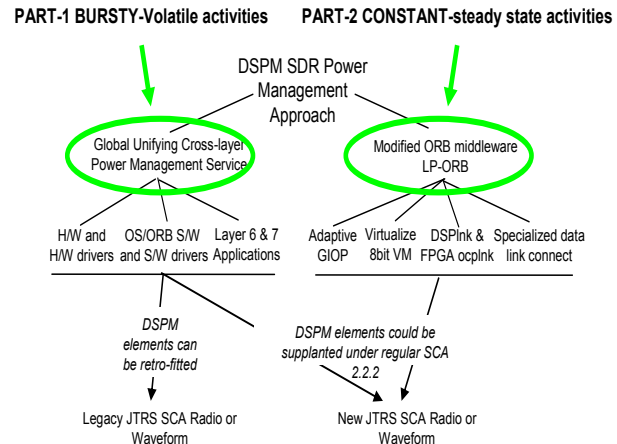 PART-1 BURSTY-Volatile activities
PART-2 CONSTANT-steady state activities
DSPM SDR Power
Management
Approach
Global Unifying Cross-layer
Power Management Service
Modified ORB middleware
LP-ORB
H/W and
H/W drivers
OS/ORB S/W
and S/W drivers
Layer 6 & 7
Applications
Adaptive
GIOP
Virtualize
8bit VM
DSPlnk &
FPGA ocplnk
Specialized data
link connect
DSPM
elements can
be retro-fitted
DSPM elements could be
supplanted under regular SCA
2.2.2
Legacy JTRS SCA Radio or
Waveform
New JTRS SCA Radio or
Waveform